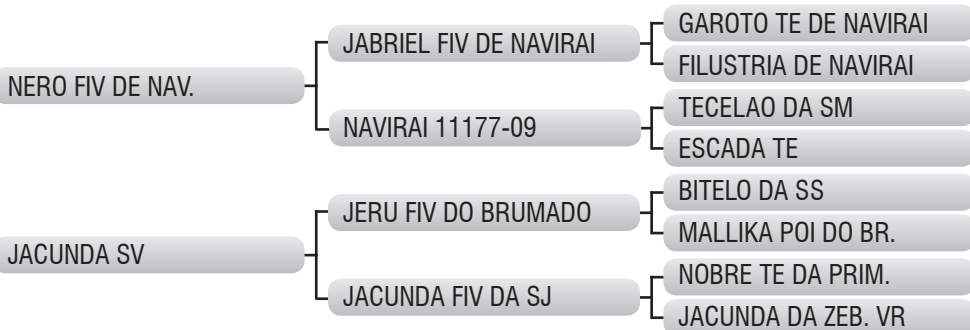 NERO FIV DE NAV.
JABRIEL FIV DE NAVIRAI
GAROTO TE DE NAVIRAI
FILUSTRIA DE NAVIRAI
NAVIRAI 11177-09
TECELAO DA SM
ESCADA TE
JACUNDA SV
JERU FIV DO BRUMADO
BITELO DA SS
MALLIKA POI DO BR.
JACUNDA FIV DA SJ
NOBRE TE DA PRIM.
JACUNDA DA ZEB. VR